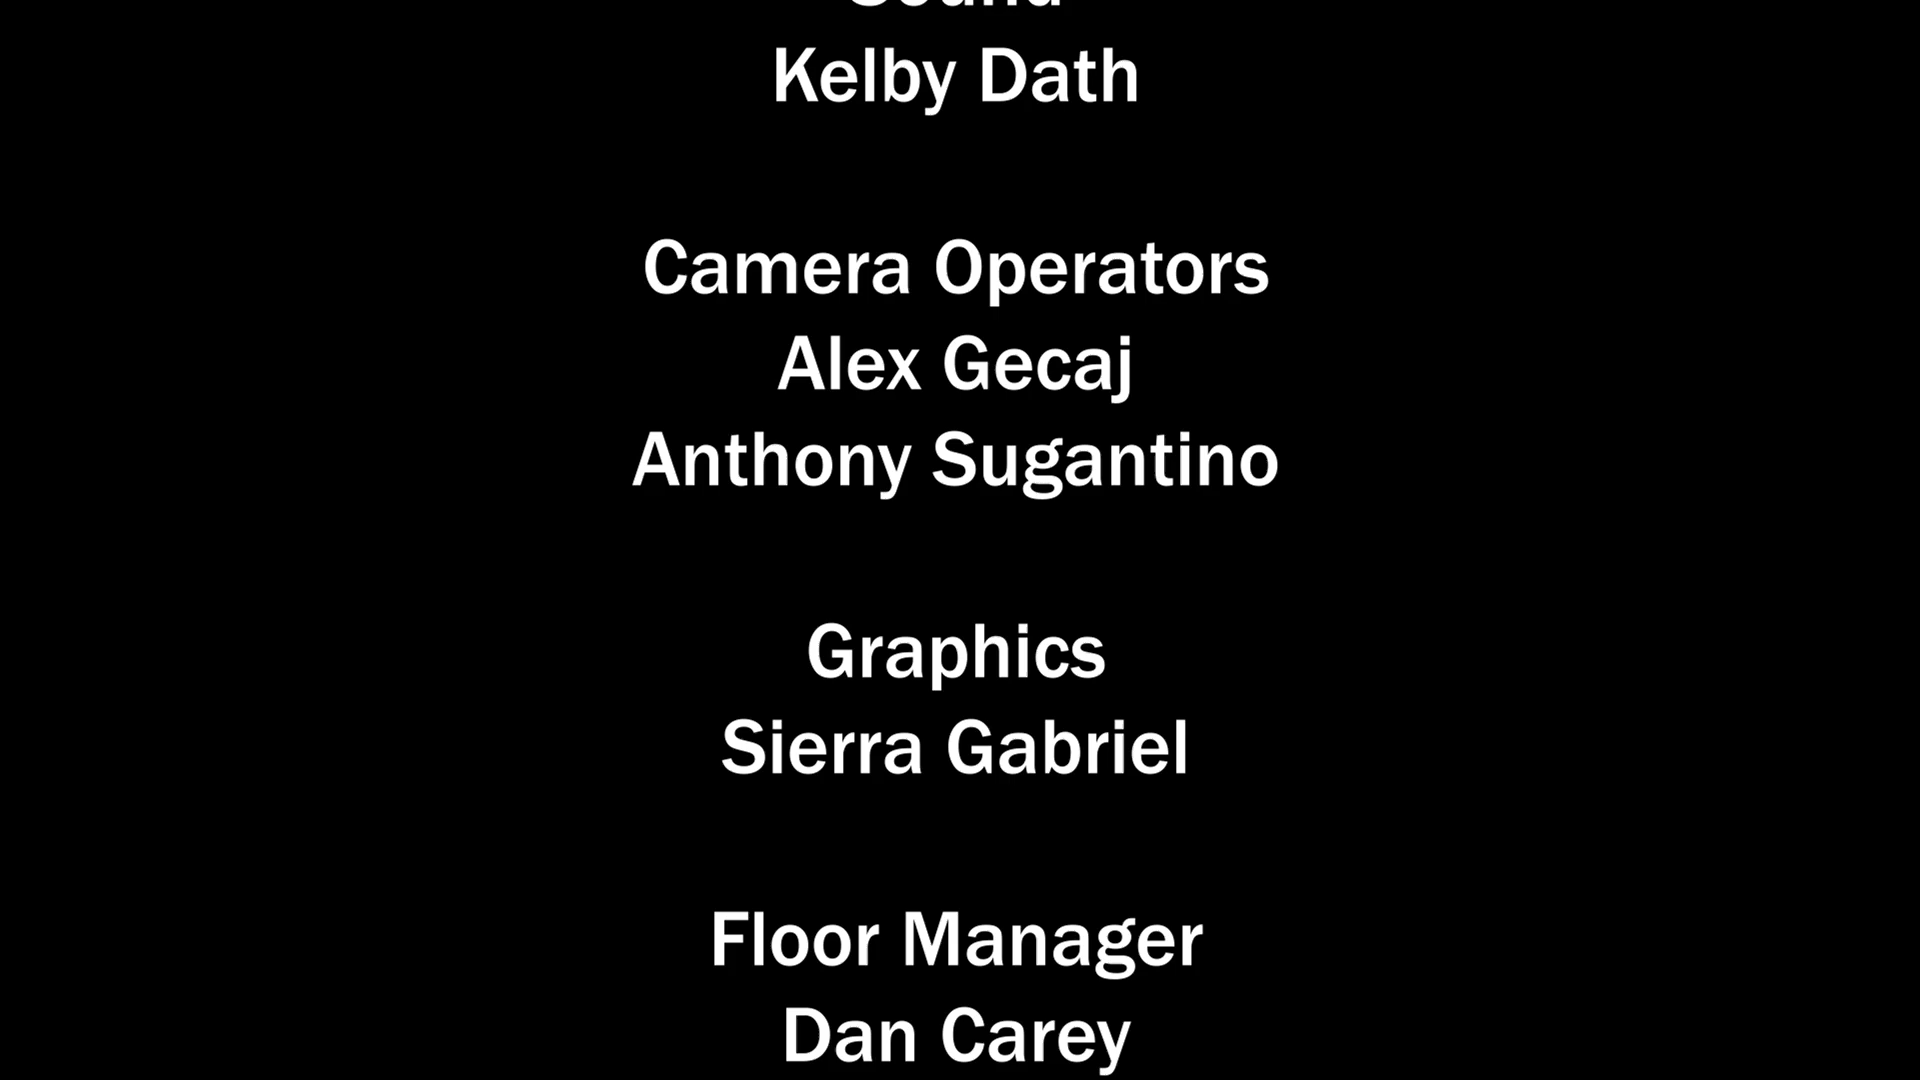 Sound
Kelby Dath
Camera Operators
Alex Gecaj
Anthony Sugantino
Graphics
Sierra Gabriel
Floor Manager
Dan Carey